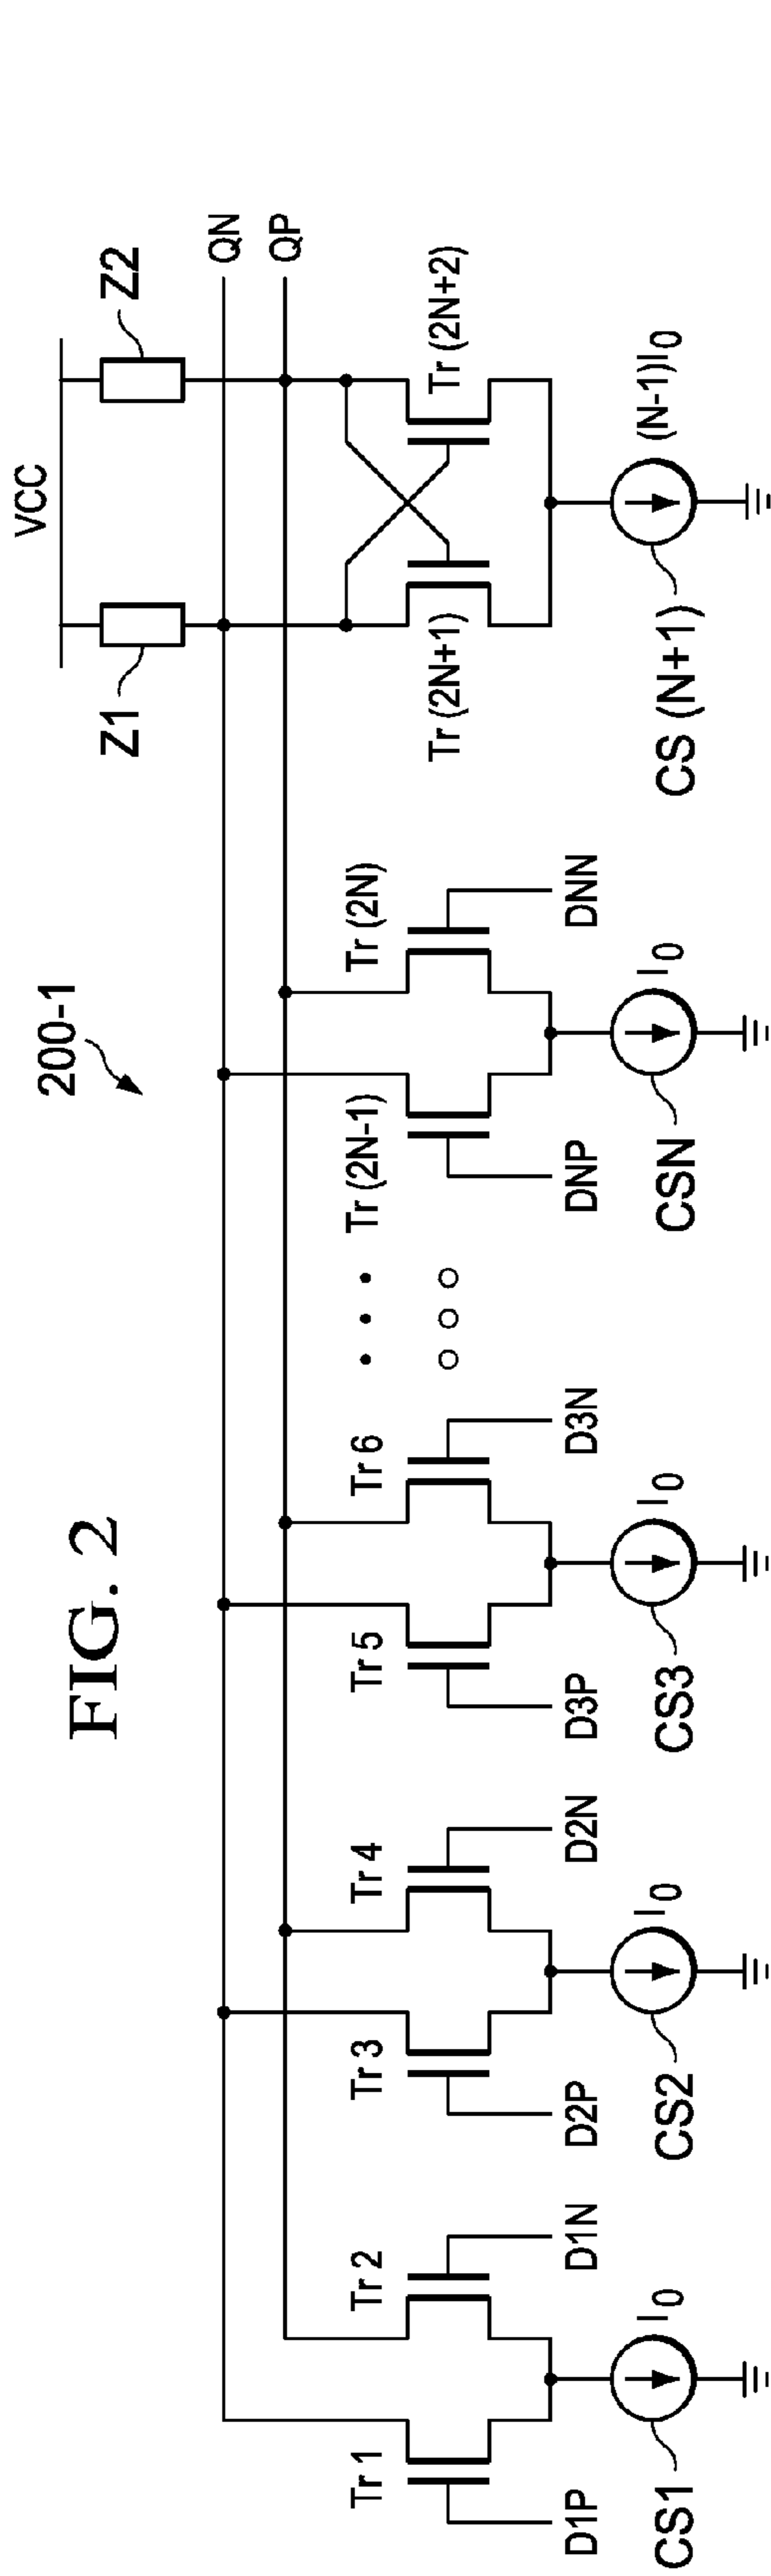 FIG. 2
200-1
VCC
Z1
Z2
QN
QP
Tr 1
Tr 2
Tr 3
Tr 4
Tr 5
Tr 6
Tr (2N-1)
Tr (2N)
Tr (2N+1)
Tr (2N+2)
D1P
D1N
D2P
D2N
D3P
D3N
DNP
DNN
CS1
I0
CS2
I0
CS3
I0
CSN
I0
CS (N+1)
(N-1)I0